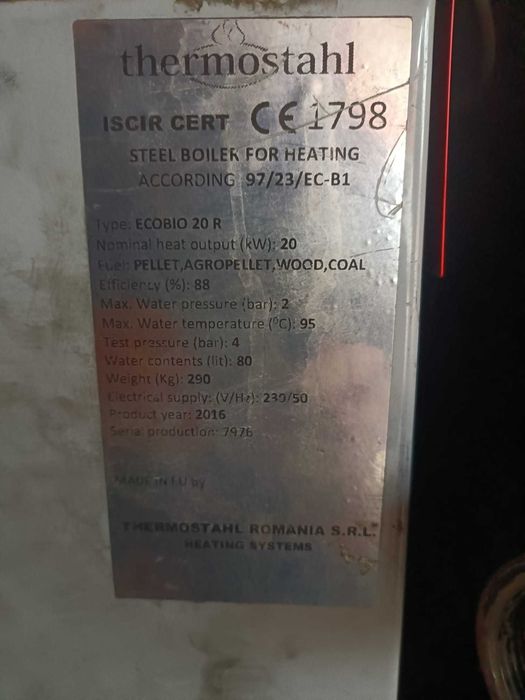 thermostahl
ISCIR CERT CE 1798
STEEL BOILER FOR HEATING
ACCORDING 97/23/EC-B1
Type: ECOBIO 20 R
Nominal heat output (kW): 20
Fuel: PELLET,AGROPELLET,WOOD,COAL
Efficiency (%): 88
Max. Water pressure (bar): 2
Max. Water temperature (°C): 95
Test pressure (bar): 4
Water contents (lit): 80
Weight (Kg): 290
Electrical supply: (V/Hz): 230/50
Product year: 2016
Serial production: 7976
MADE IN EU by
THERMOSTAHL ROMANIA S.R.L.
HEATING SYSTEMS